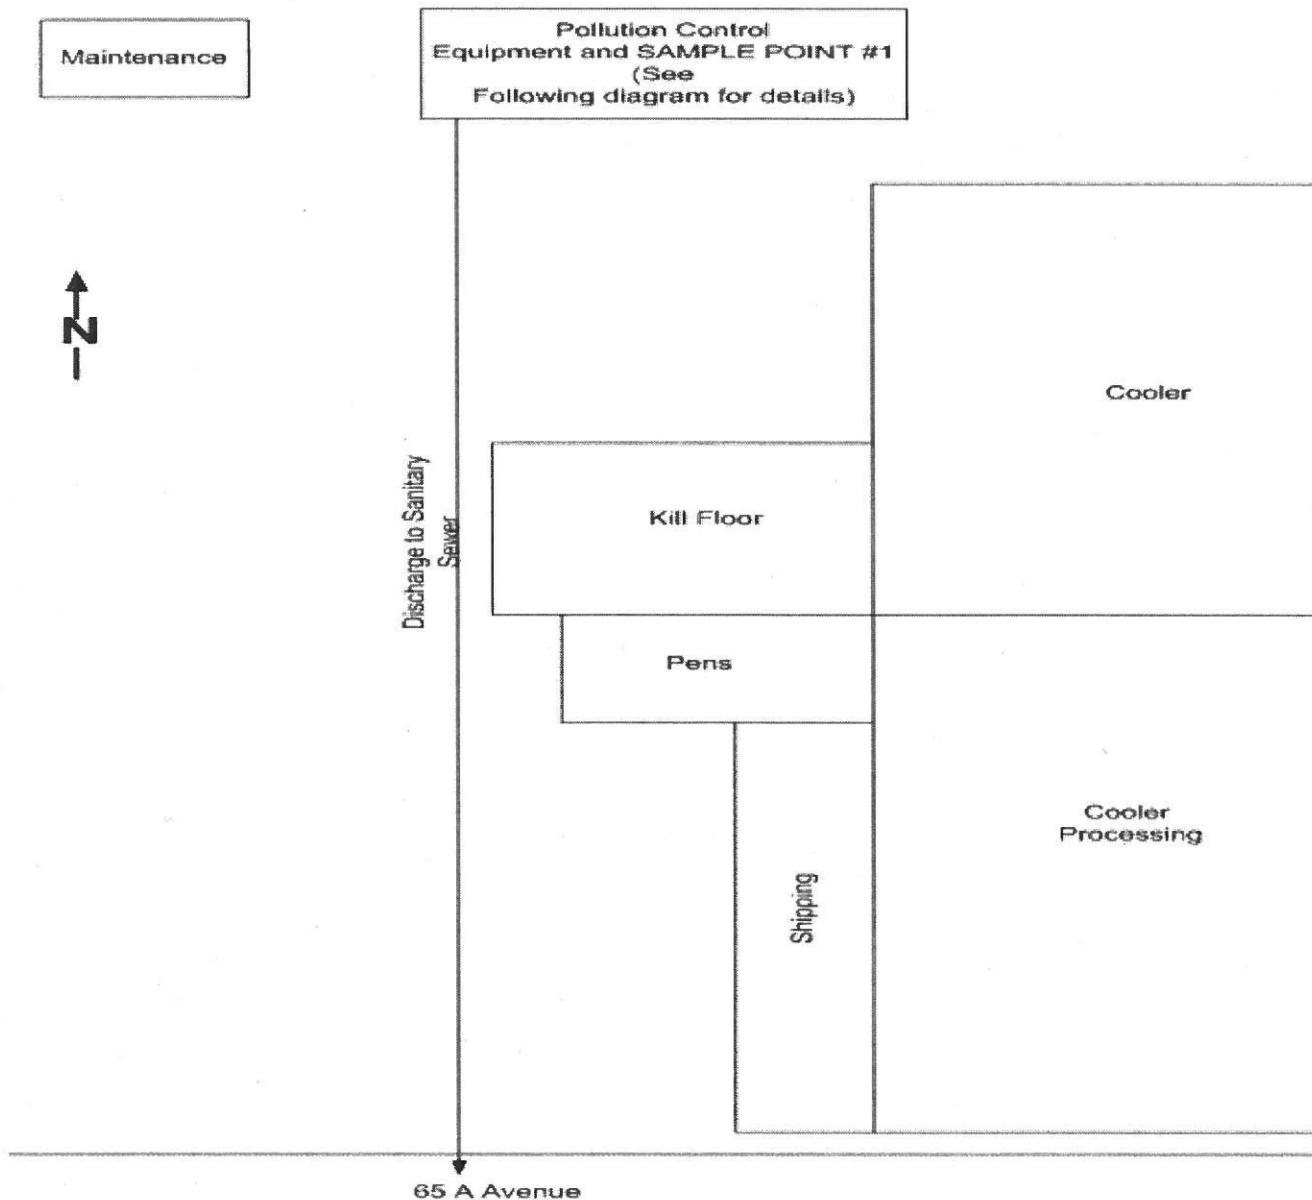 Maintenance
Pollution Control
Equipment and SAMPLE POINT #1
(See
Following diagram for details)
N
Cooler
Discharge to Sanitary
Sewer
Kill Floor
Pens
Cooler
Processing
Shipping
65 A Avenue